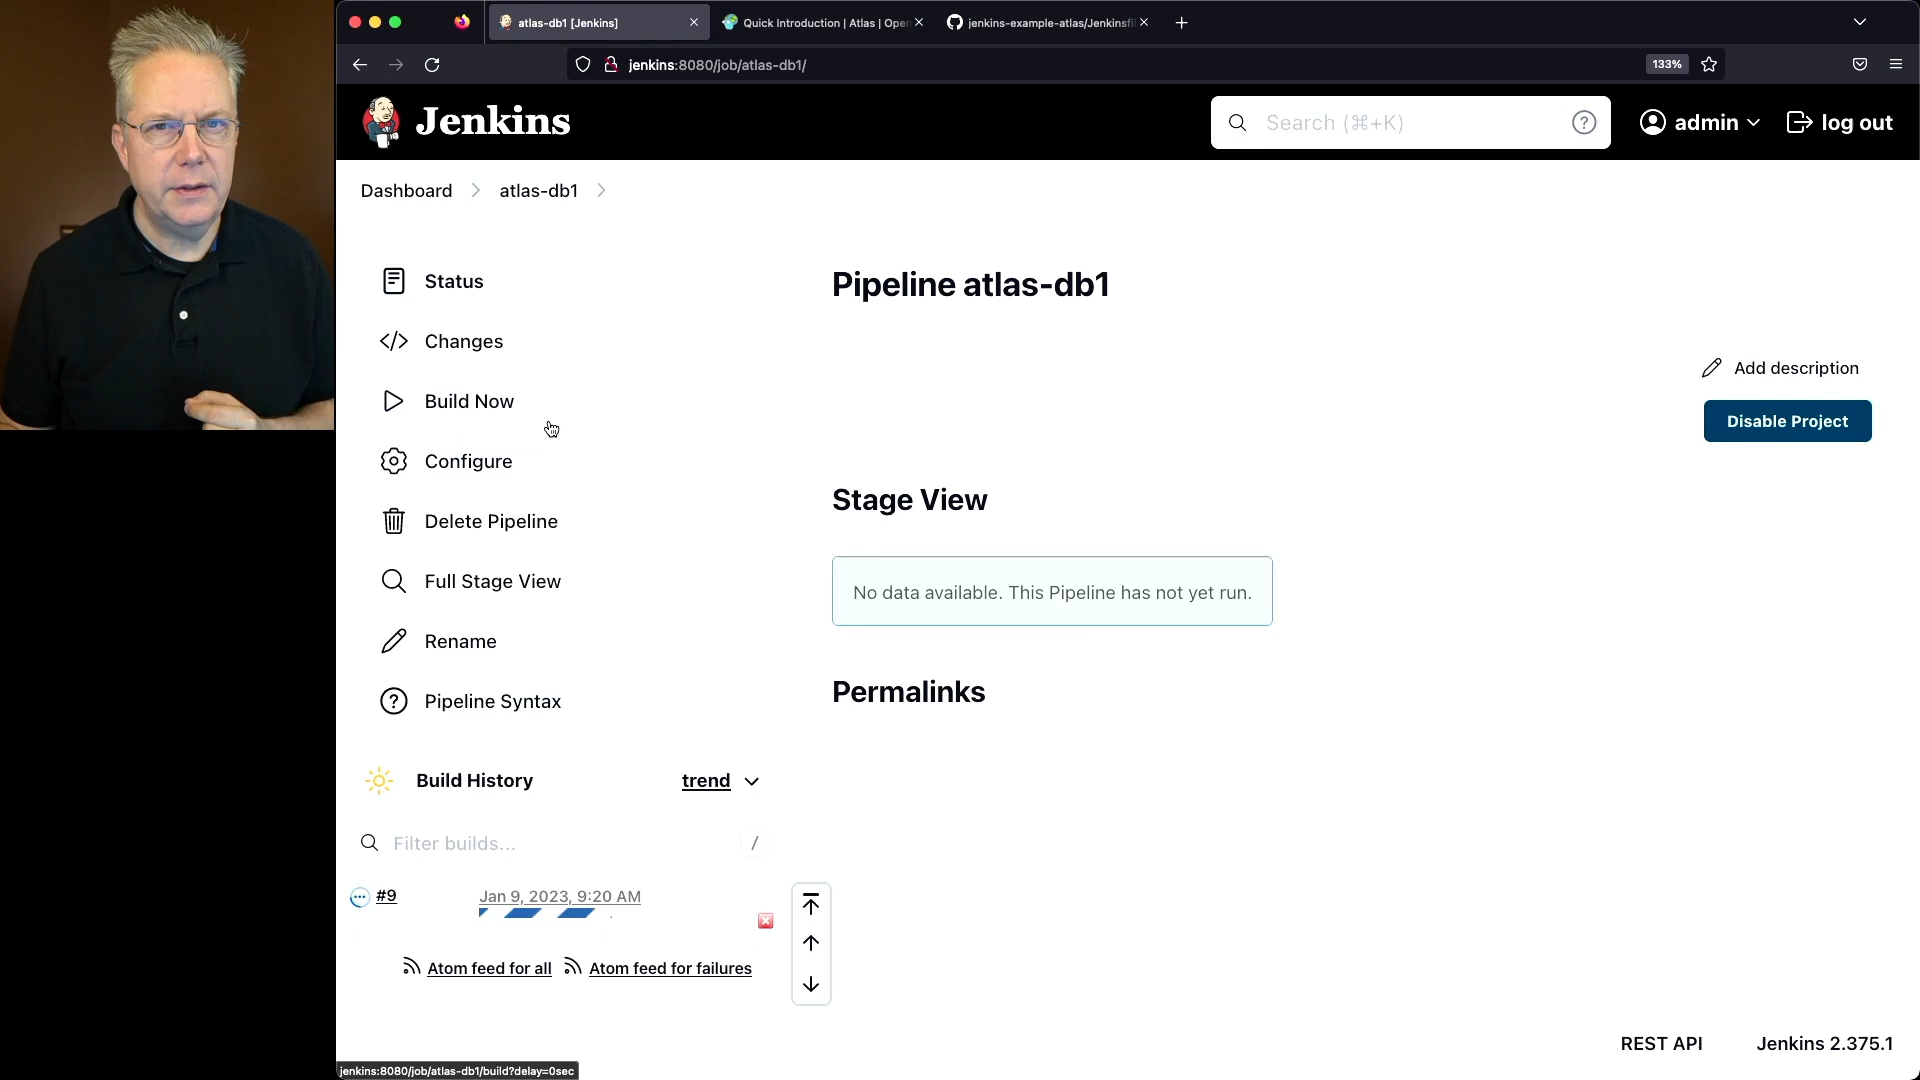 atlas-db1 [Jenkins]
Quick Introduction | Atlas | Open
jenkins-example-atlas/Jenkinsfil
jenkins:8080/job/atlas-db1/
133%
Jenkins
Search (⌘+K)
admin
log out
Dashboard
atlas-db1
Status
Changes
Build Now
Configure
Delete Pipeline
Full Stage View
Rename
Pipeline Syntax
Pipeline atlas-db1
Add description
Disable Project
Stage View
No data available. This Pipeline has not yet run.
Permalinks
Build History
trend
Filter builds...
/
#9
Jan 9, 2023, 9:20 AM
Atom feed for all
Atom feed for failures
REST API
Jenkins 2.375.1
jenkins:8080/job/atlas-db1/build?delay=0sec